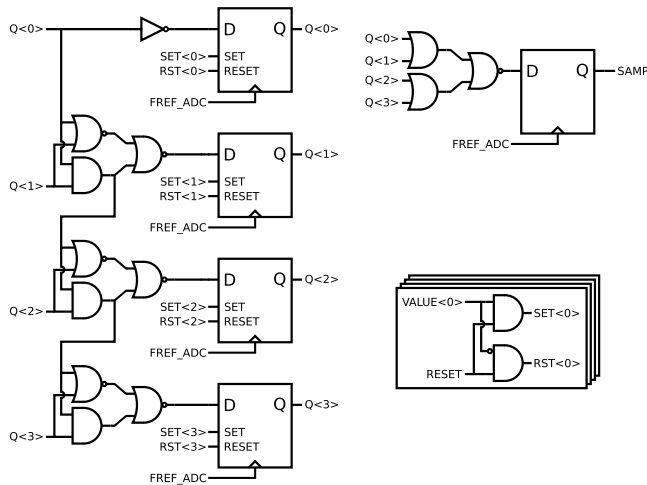 Q<0>
D
Q
Q<0>
SET<0>
SET
RST<0>
RESET
FREF_ADC
Q<1>
D
Q
Q<1>
SET<1>
SET
RST<1>
RESET
FREF_ADC
Q<2>
D
Q
Q<2>
SET<2>
SET
RST<2>
RESET
FREF_ADC
Q<3>
D
Q
Q<3>
SET<3>
SET
RST<3>
RESET
FREF_ADC
Q<0>
Q<1>
Q<2>
Q<3>
D
Q
SAMP
FREF_ADC
VALUE<0>
SET<0>
RST<0>
RESET